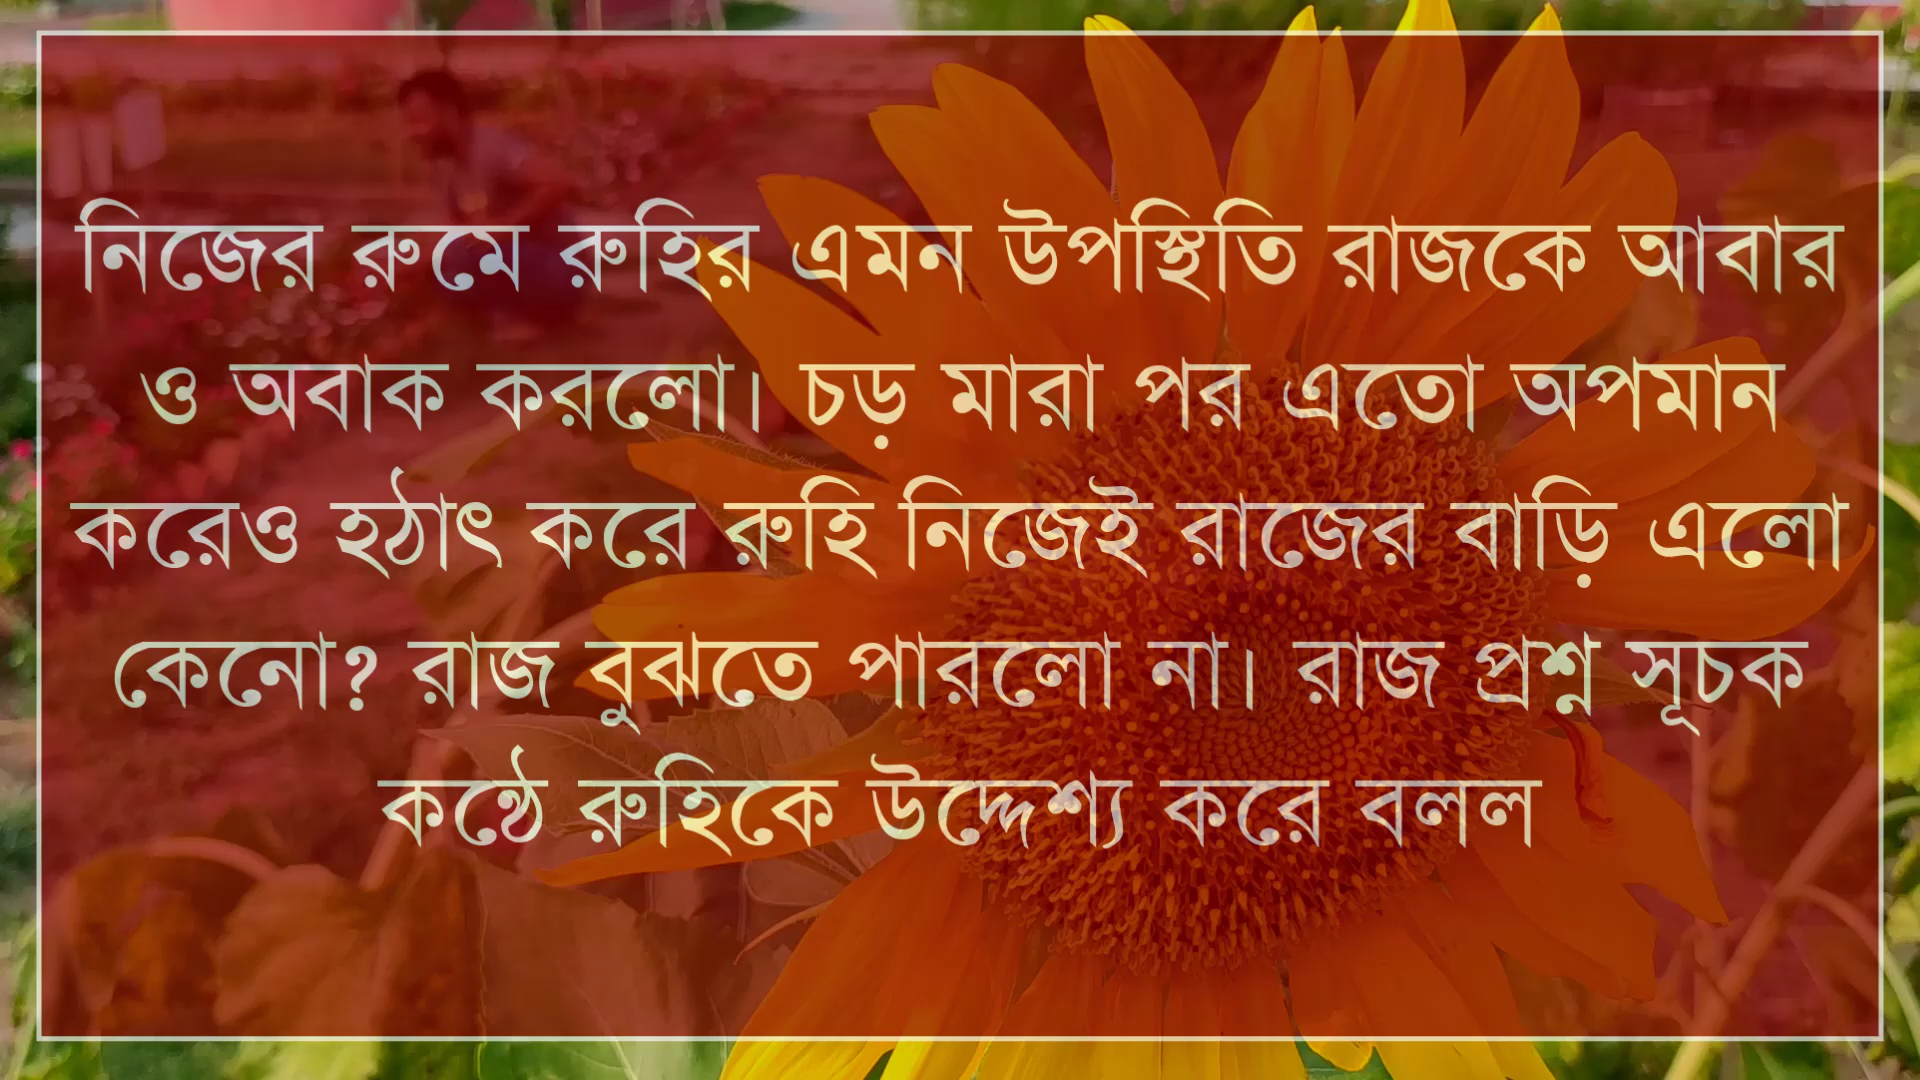 নিজের রুমে রুহির এমন উপস্থিতি রাজকে আবার
ও অবাক করলো। চড় মারা পর এতো অপমান
করেও হঠাৎ করে রুহি নিজেই রাজের বাড়ি এলো
কেনো? রাজ বুঝতে পারলো না। রাজ প্রশ্ন সূচক
কন্ঠে রুহিকে উদ্দেশ্য করে বলল